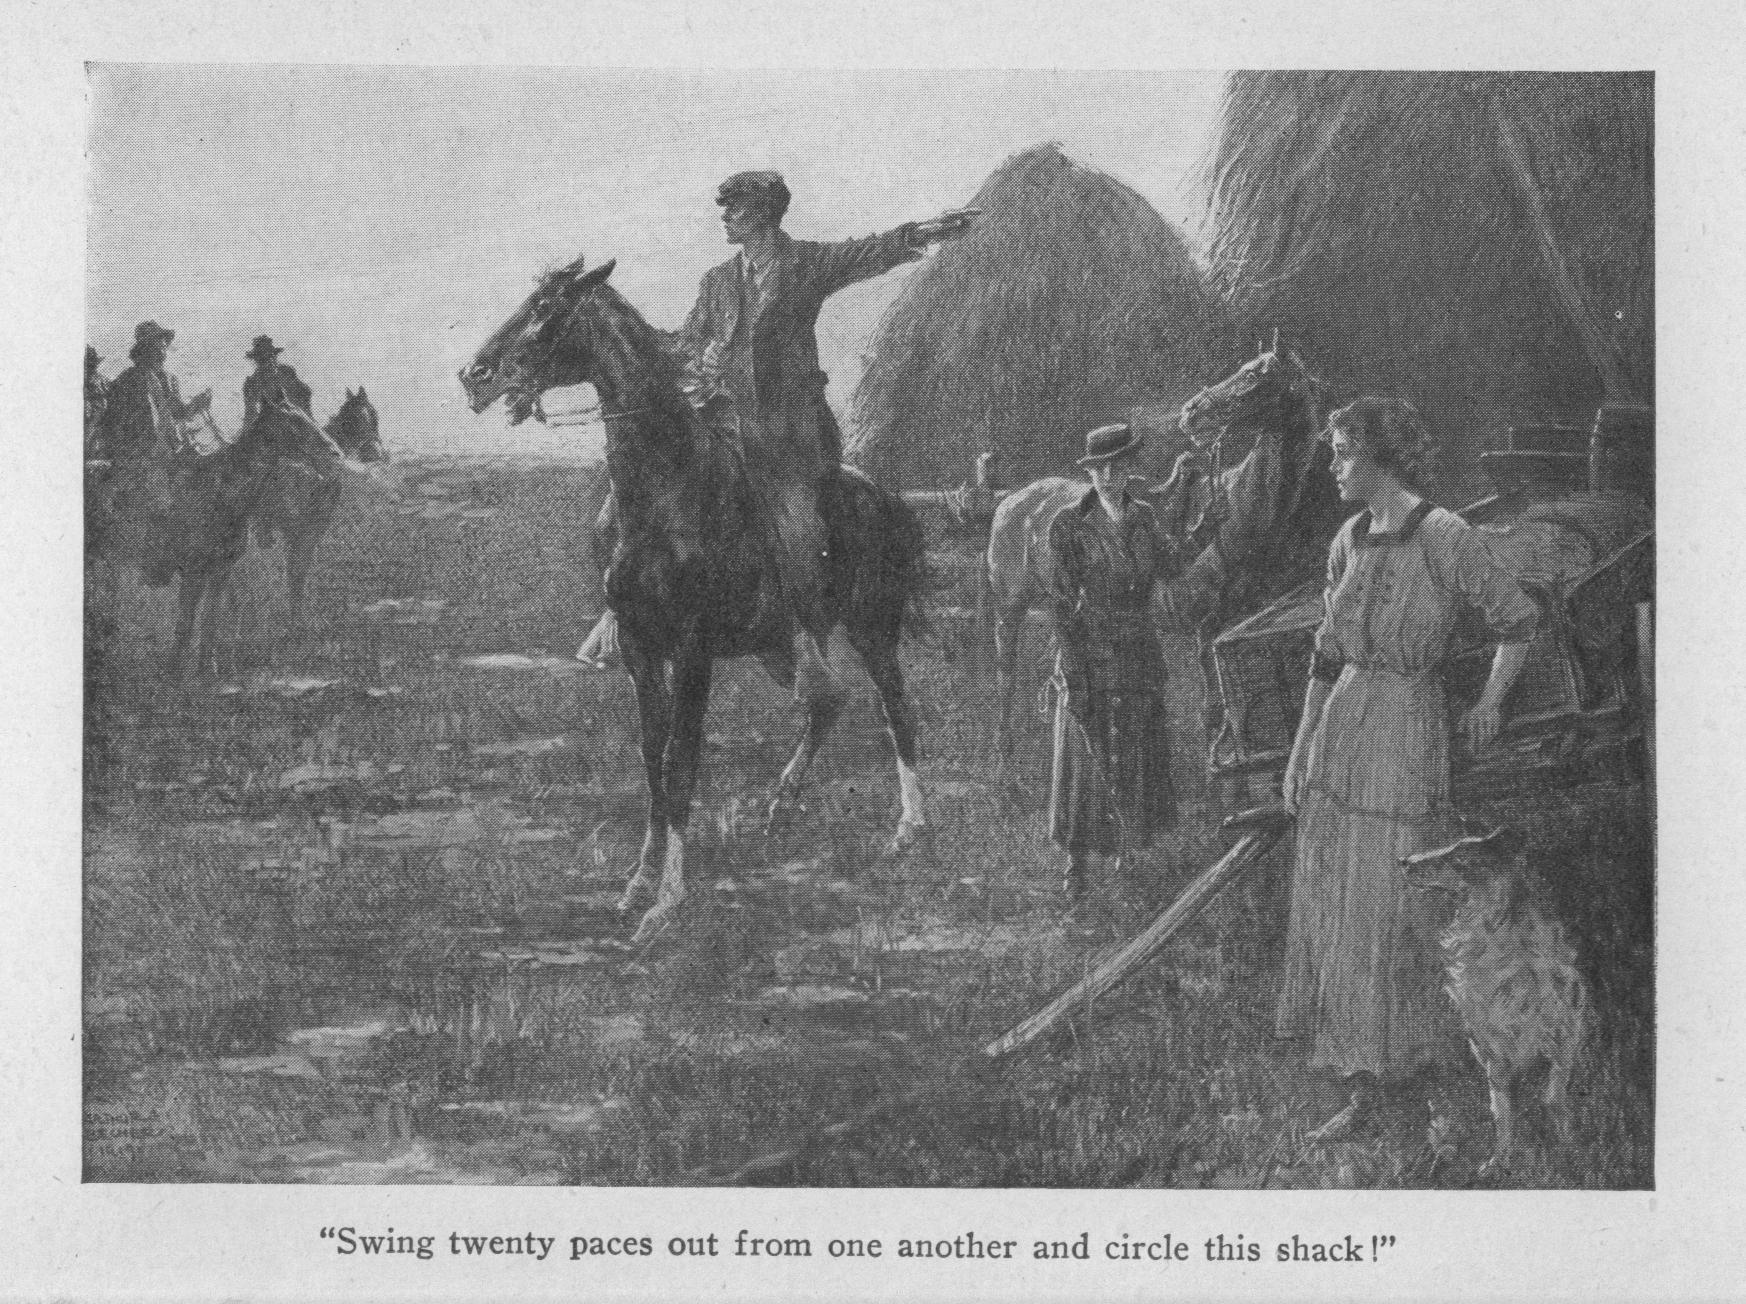 “Swing twenty paces out from one another and circle this shack!”